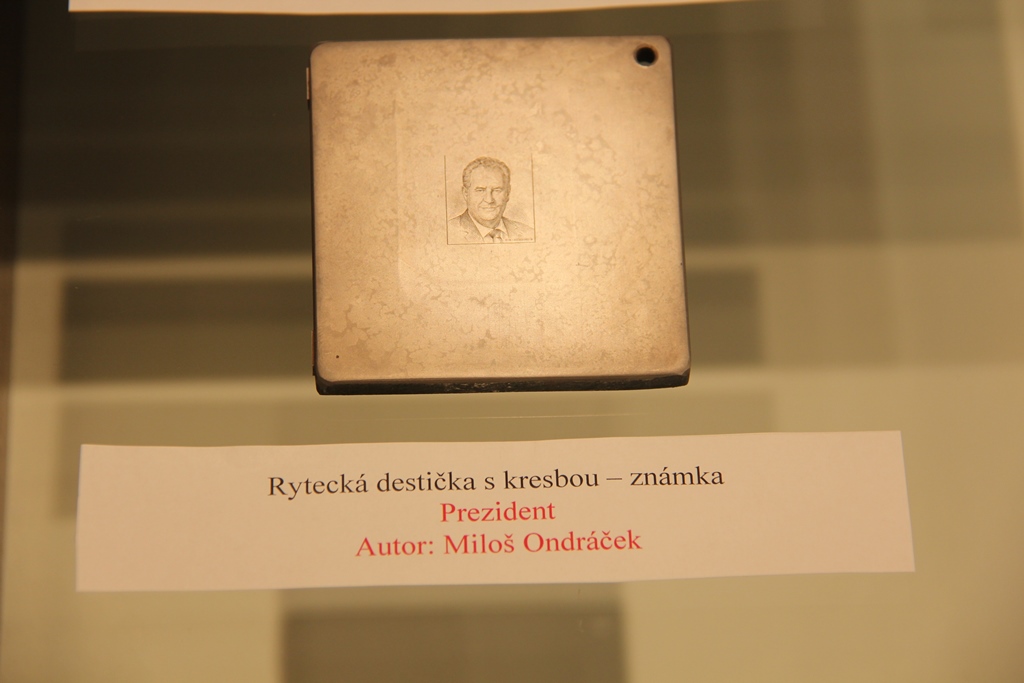 Rytecká destička s kresbou – známka
Prezident
Autor: Miloš Ondráček